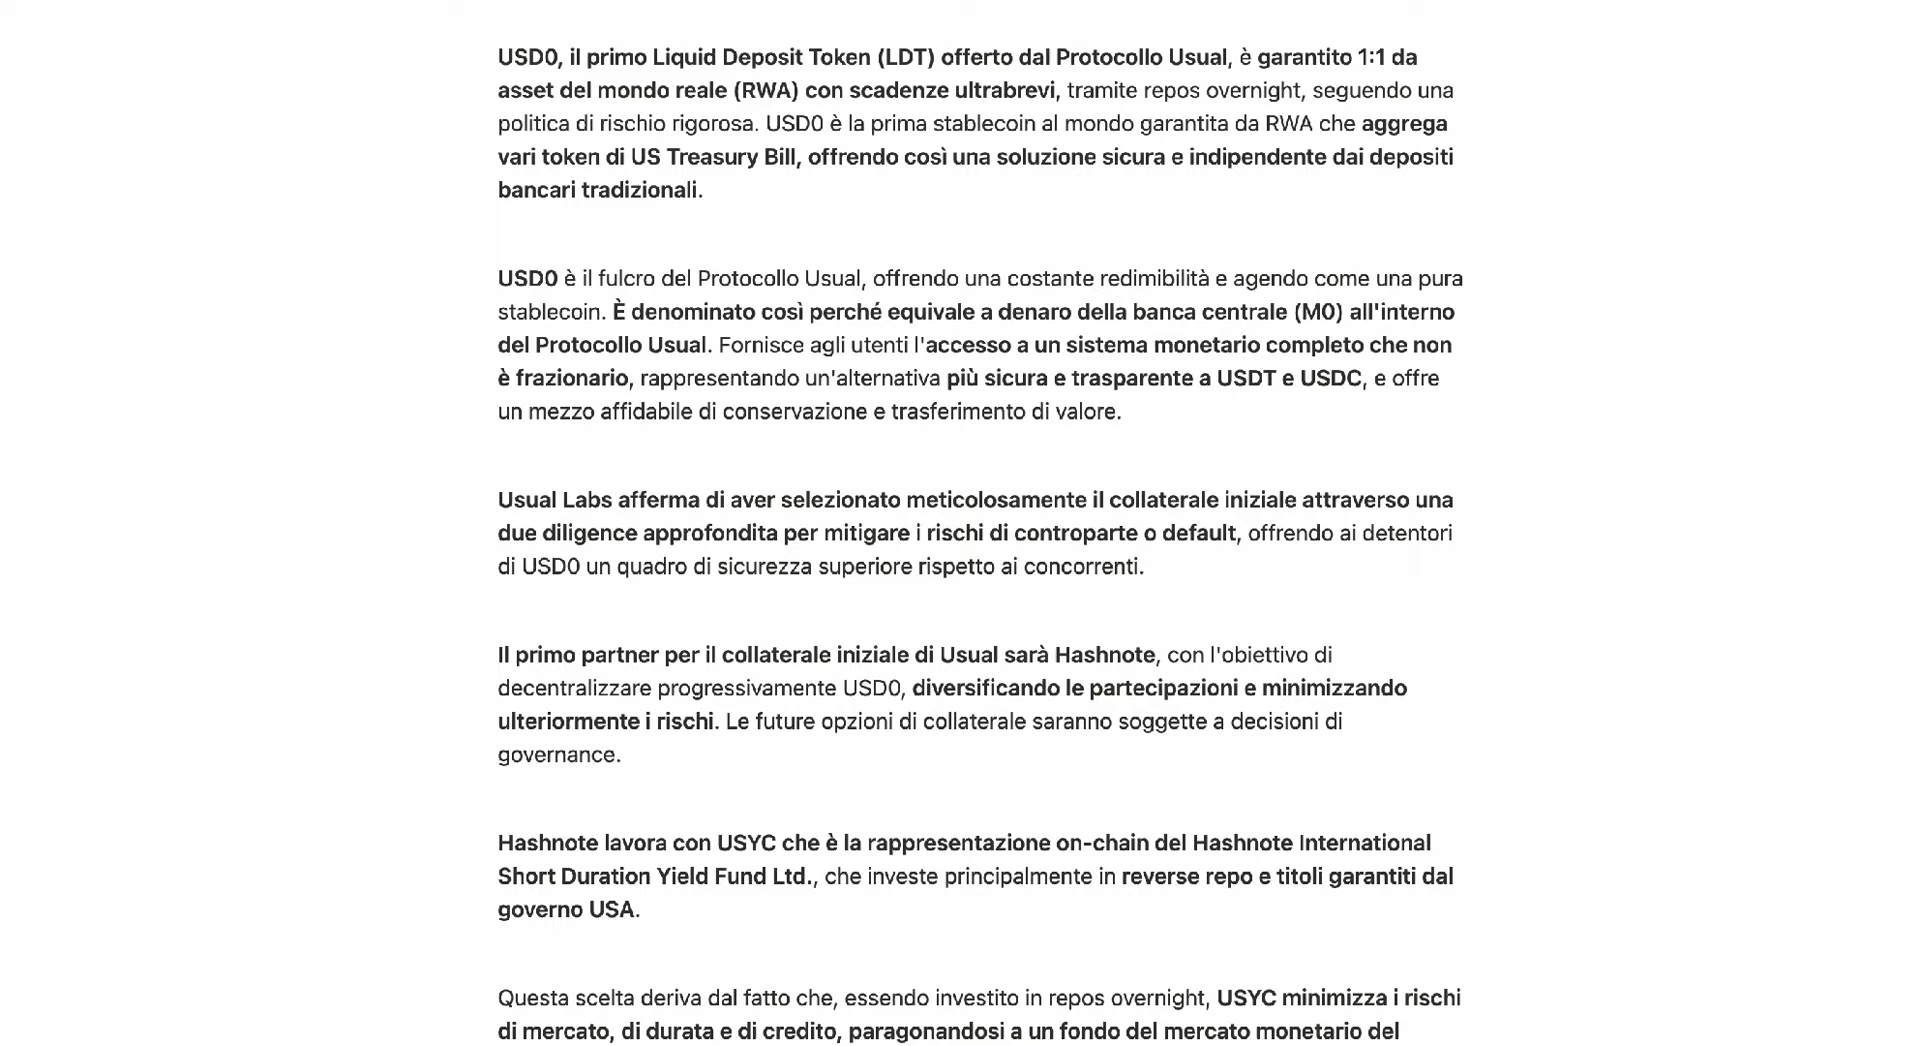 USD0, il primo Liquid Deposit Token (LDT) offerto dal Protocollo Usual, è garantito 1:1 da
asset del mondo reale (RWA) con scadenze ultrabrevi, tramite repos overnight, seguendo una
politica di rischio rigorosa. USD0 è la prima stablecoin al mondo garantita da RWA che aggrega
vari token di US Treasury Bill, offrendo così una soluzione sicura e indipendente dai depositi
bancari tradizionali.
USD0 è il fulcro del Protocollo Usual, offrendo una costante redimibilità e agendo come una pura
stablecoin. È denominato così perché equivale a denaro della banca centrale (M0) all'interno
del Protocollo Usual. Fornisce agli utenti l'accesso a un sistema monetario completo che non
è frazionario, rappresentando un'alternativa più sicura e trasparente a USDT e USDC, e offre
un mezzo affidabile di conservazione e trasferimento di valore.
Usual Labs afferma di aver selezionato meticolosamente il collaterale iniziale attraverso una
due diligence approfondita per mitigare i rischi di controparte o default, offrendo ai detentori
di USD0 un quadro di sicurezza superiore rispetto ai concorrenti.
Il primo partner per il collaterale iniziale di Usual sarà Hashnote, con l'obiettivo di
decentralizzare progressivamente USD0, diversificando le partecipazioni e minimizzando
ulteriormente i rischi. Le future opzioni di collaterale saranno soggette a decisioni di
governance.
Hashnote lavora con USYC che è la rappresentazione on-chain del Hashnote International
Short Duration Yield Fund Ltd., che investe principalmente in reverse repo e titoli garantiti dal
governo USA.
Questa scelta deriva dal fatto che, essendo investito in repos overnight, USYC minimizza i rischi
di mercato, di durata e di credito, paragonandosi a un fondo del mercato monetario del